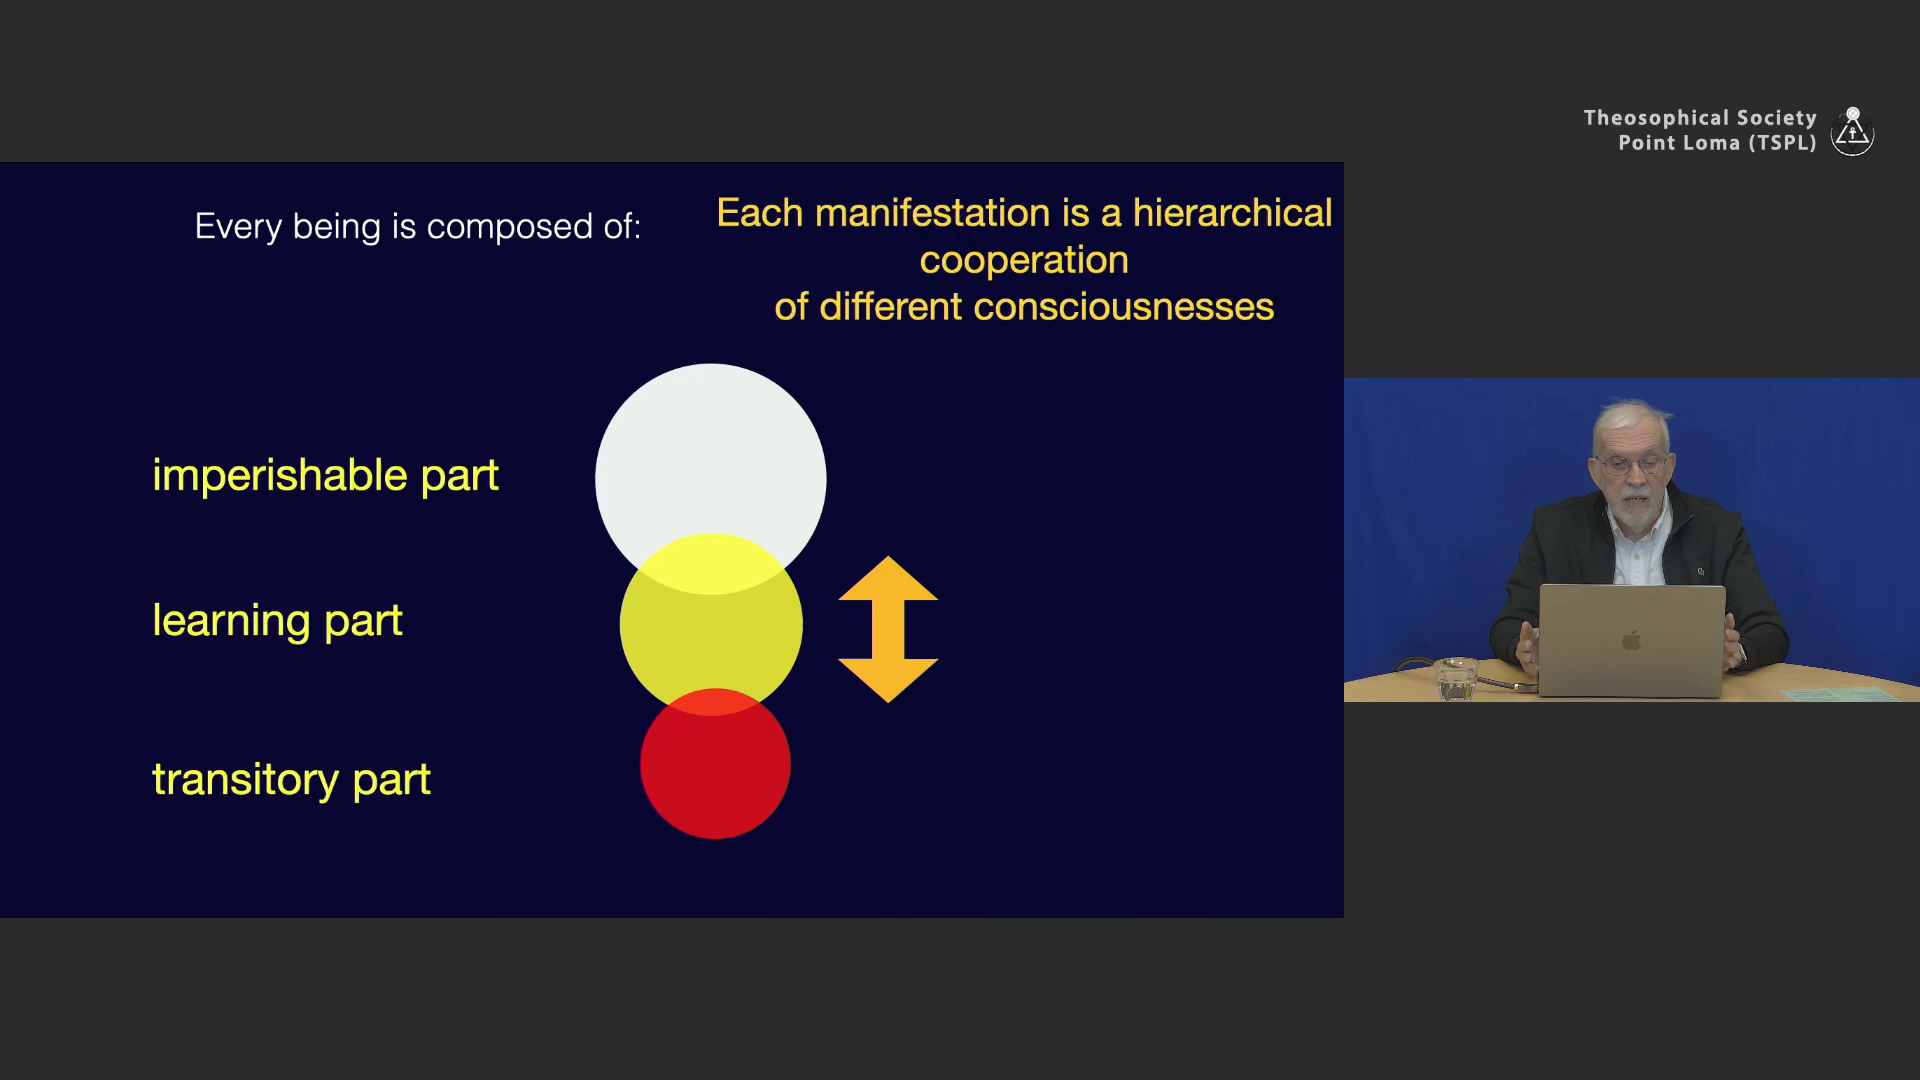 Theosophical Society
Point Loma (TSPL)
Every being is composed of:
Each manifestation is a hierarchical
cooperation
of different consciousnesses
imperishable part
learning part
transitory part